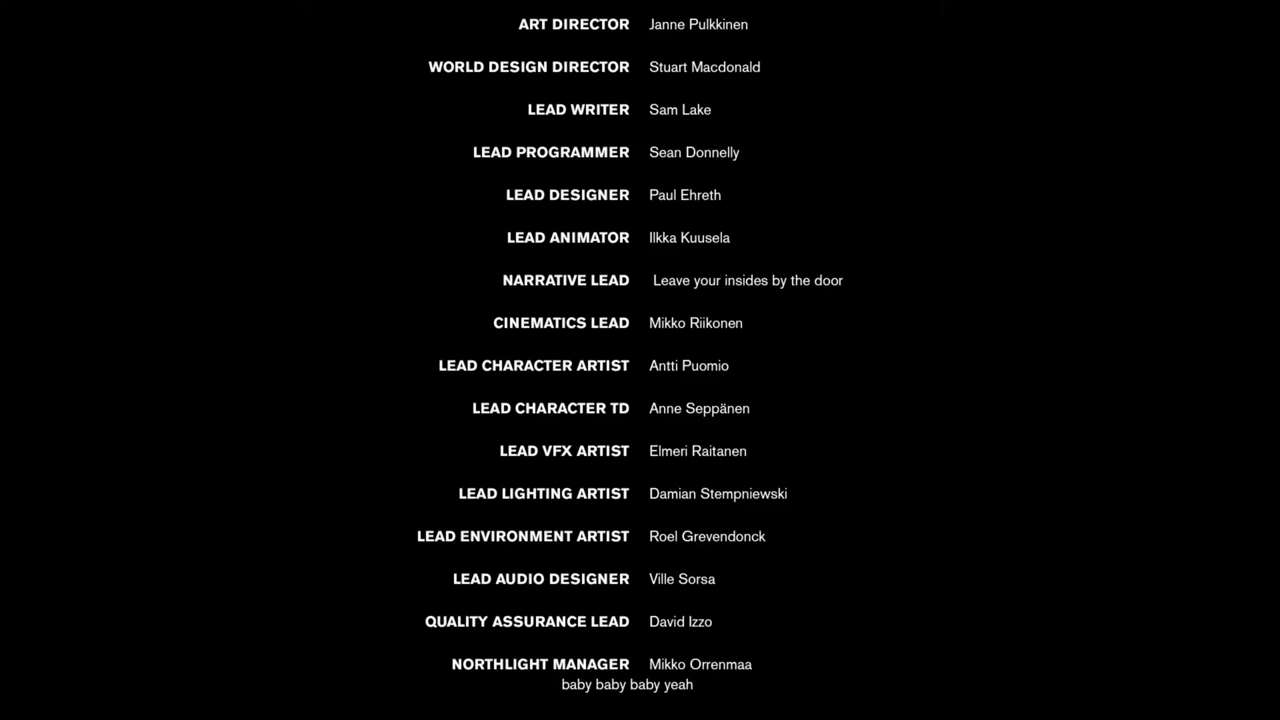 ART DIRECTOR Janne Pulkkinen
WORLD DESIGN DIRECTOR Stuart Macdonald
LEAD WRITER Sam Lake
LEAD PROGRAMMER Sean Donnelly
LEAD DESIGNER Paul Ehreth
LEAD ANIMATOR Ilkka Kuusela
NARRATIVE LEAD Leave your insides by the door
CINEMATICS LEAD Mikko Riikonen
LEAD CHARACTER ARTIST Antti Puomio
LEAD CHARACTER TD Anne Seppänen
LEAD VFX ARTIST Elmeri Raitanen
LEAD LIGHTING ARTIST Damian Stempniewski
LEAD ENVIRONMENT ARTIST Roel Grevendonck
LEAD AUDIO DESIGNER Ville Sorsa
QUALITY ASSURANCE LEAD David Izzo
NORTHLIGHT MANAGER Mikko Orrenmaa
baby baby baby yeah